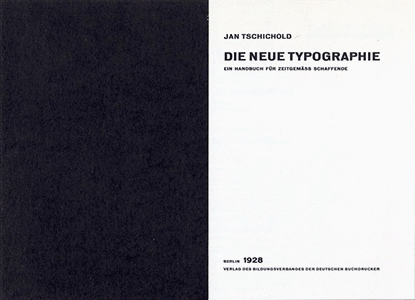 JAN TSCHICHOLD
DIE NEUE TYPOGRAPHIE
EIN HANDBUCH FÜR ZEITGEMÄSS SCHAFFENDE
BERLIN 1928
VERLAG DES BILDUNGSVERBANDES DER DEUTSCHEN BUCHDRUCKER